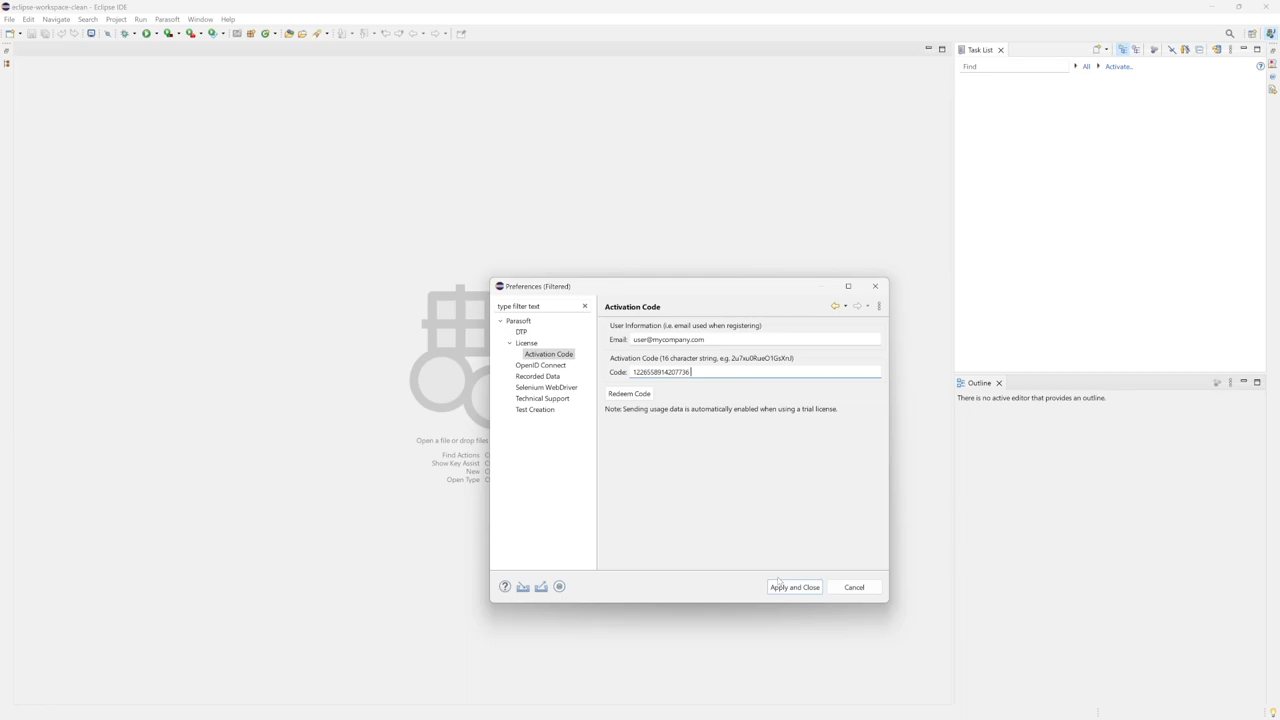 eclipse-workspace-clean - Eclipse IDE
File Edit Navigate Search Project Run Parasoft Window Help
Task List
Find All Activate...
Preferences (Filtered)
type filter text
Parasoft
DTP
License
Activation Code
OpenID Connect
Recorded Data
Selenium WebDriver
Technical Support
Test Creation
Activation Code
User Information (i.e. email used when registering)
Email: user@mycompany.com
Activation Code (16 character string, e.g. 2u7xu0RueO1GsXnJ)
Code: 1226558914207736
Redeem Code
Note: Sending usage data is automatically enabled when using a trial license.
Apply and Close Cancel
Open a file or drop files
Find Actions C
Show Key Assist C
New C
Open Type C
Outline
There is no active editor that provides an outline.